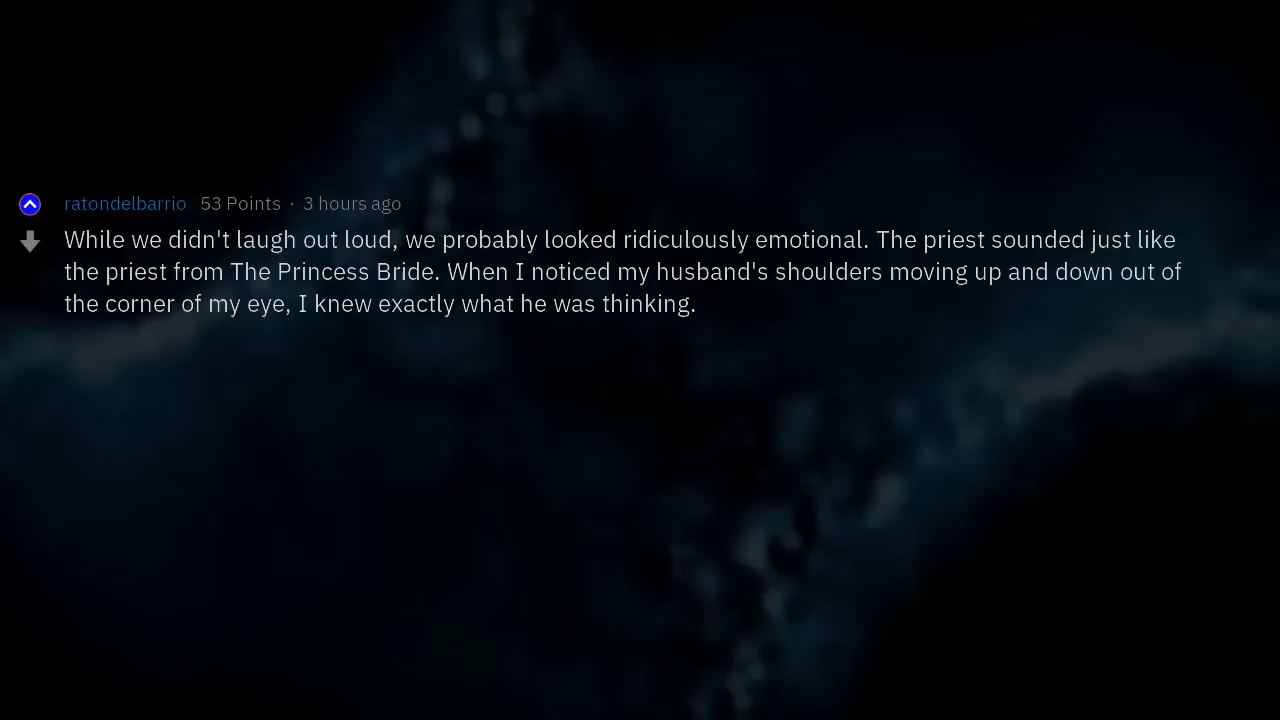 ratondelbarrio 53 Points · 3 hours ago
While we didn't laugh out loud, we probably looked ridiculously emotional. The priest sounded just like
the priest from The Princess Bride. When I noticed my husband's shoulders moving up and down out of
the corner of my eye, I knew exactly what he was thinking.